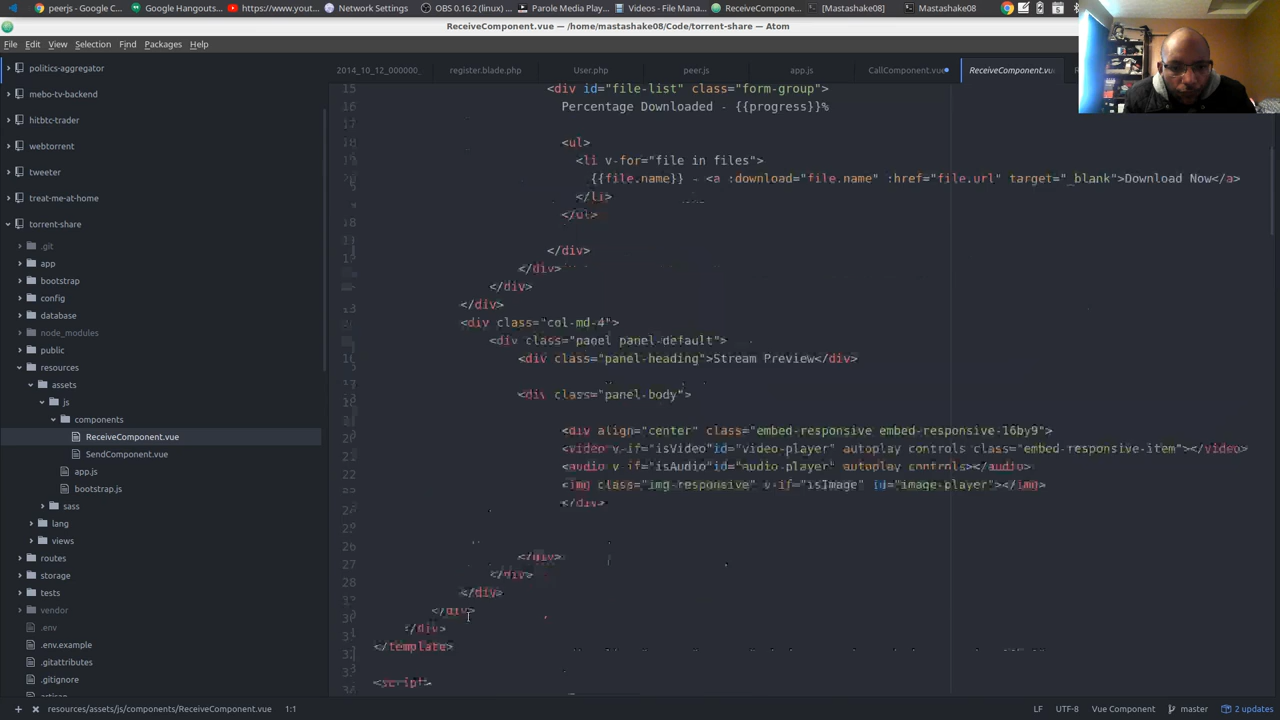 peerjs - Google C...
Google Hangouts...
https://www.yout...
Network Settings
OBS 0.16.2 (linux) ...
Parole Media Play...
Videos - File Man...
ReceiveCompone...
[Mastashake08]
Mastashake08
ReceiveComponent.vue — /home/mastashake08/Code/torrent-share — Atom
File Edit View Selection Find Packages Help
politics-aggregator
mebo-tv-backend
hitbtc-trader
webtorrent
tweeter
treat-me-at-home
torrent-share
.git
app
bootstrap
config
database
node_modules
public
resources
assets
js
components
ReceiveComponent.vue
SendComponent.vue
app.js
bootstrap.js
sass
lang
views
routes
storage
tests
vendor
.env
.env.example
.gitattributes
.gitignore
2014_10_12_000000_
register.blade.php
User.php
peer.js
app.js
CallComponent.vue
ReceiveComponent.vue
<div id="file-list" class="form-group">
Percentage Downloaded - {{progress}}%
<ul>
<li v-for="file in files">
{{file.name}} - <a :download="file.name" :href="file.url" target="_blank">Download Now</a>
</li>
</ul>
</div>
</div>
</div>
</div>
<div class="col-md-4">
<div class="panel panel-default">
<div class="panel-heading">Stream Preview</div>
<div class="panel-body">
<div align="center" class="embed-responsive embed-responsive-16by9">
<video v-if="isVideo"id="video-player" autoplay controls class="embed-responsive-item"></video>
<audio v-if="isAudio"id="audio-player" autoplay controls></audio>
<img class="img-responsive" v-if="isImage" id="image-player"></img>
</div>
</div>
</div>
</div>
</div>
</div>
</template>
<script>
resources/assets/js/components/ReceiveComponent.vue 1:1
LF UTF-8 Vue Component master 2 updates